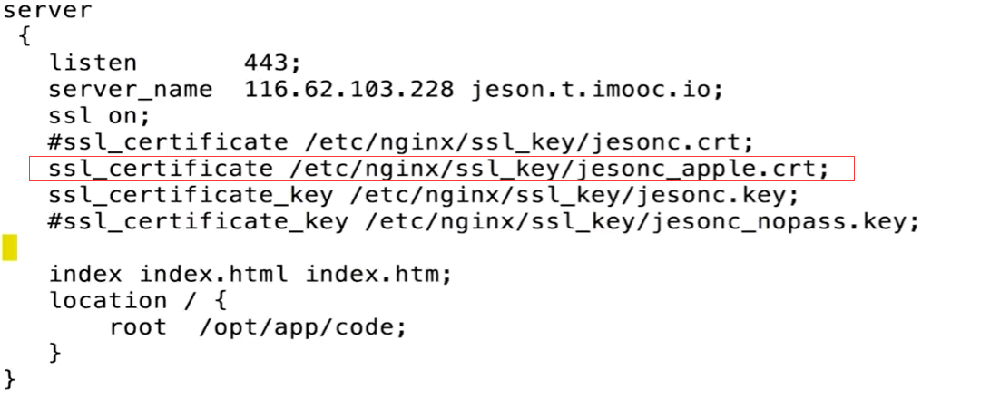 server
 {
   listen       443;
   server_name  116.62.103.228 jeson.t.imooc.io;
   ssl on;
   #ssl_certificate /etc/nginx/ssl_key/jesonc.crt;
   ssl_certificate /etc/nginx/ssl_key/jesonc_apple.crt;
   ssl_certificate_key /etc/nginx/ssl_key/jesonc.key;
   #ssl_certificate_key /etc/nginx/ssl_key/jesonc_nopass.key;
   index index.html index.htm;
   location / {
       root  /opt/app/code;
   }
}